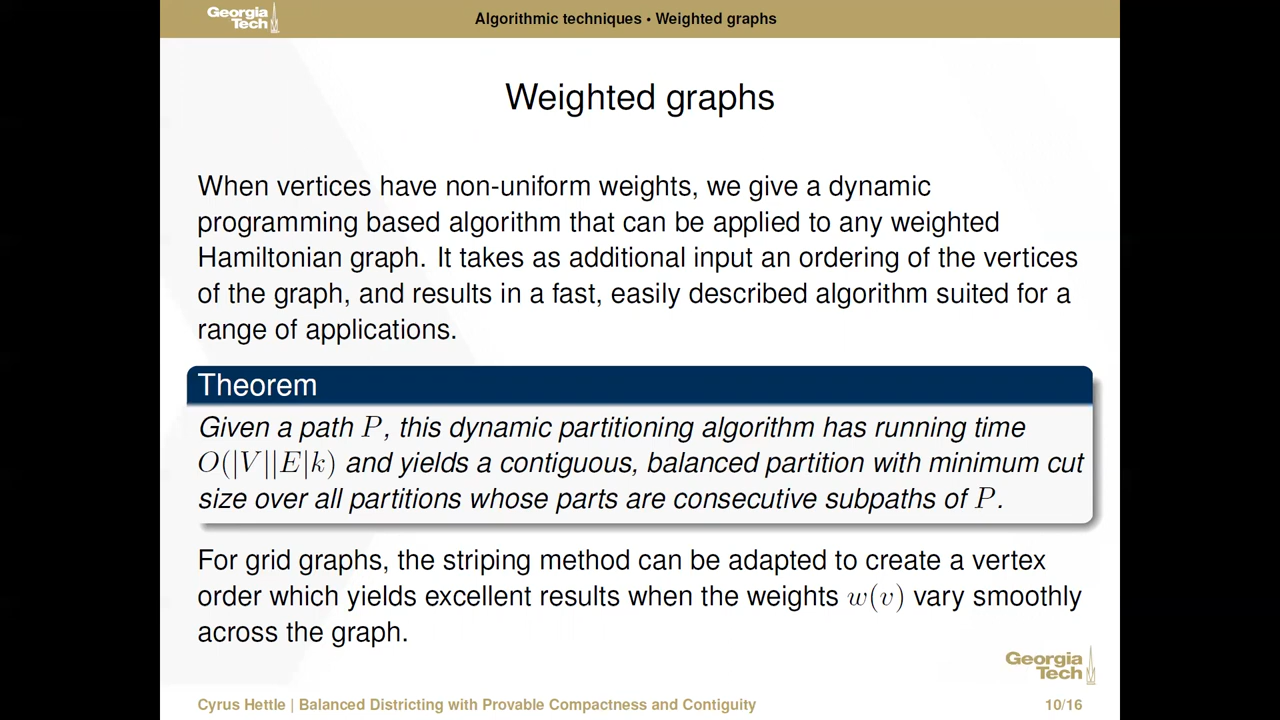 Georgia
Tech
Algorithmic techniques • Weighted graphs
Weighted graphs
When vertices have non-uniform weights, we give a dynamic
programming based algorithm that can be applied to any weighted
Hamiltonian graph. It takes as additional input an ordering of the vertices
of the graph, and results in a fast, easily described algorithm suited for a
range of applications.
Theorem
Given a path P, this dynamic partitioning algorithm has running time
O(|V||E|k) and yields a contiguous, balanced partition with minimum cut
size over all partitions whose parts are consecutive subpaths of P.
For grid graphs, the striping method can be adapted to create a vertex
order which yields excellent results when the weights w(v) vary smoothly
across the graph.
Georgia
Tech
Cyrus Hettle | Balanced Districting with Provable Compactness and Contiguity
10/16